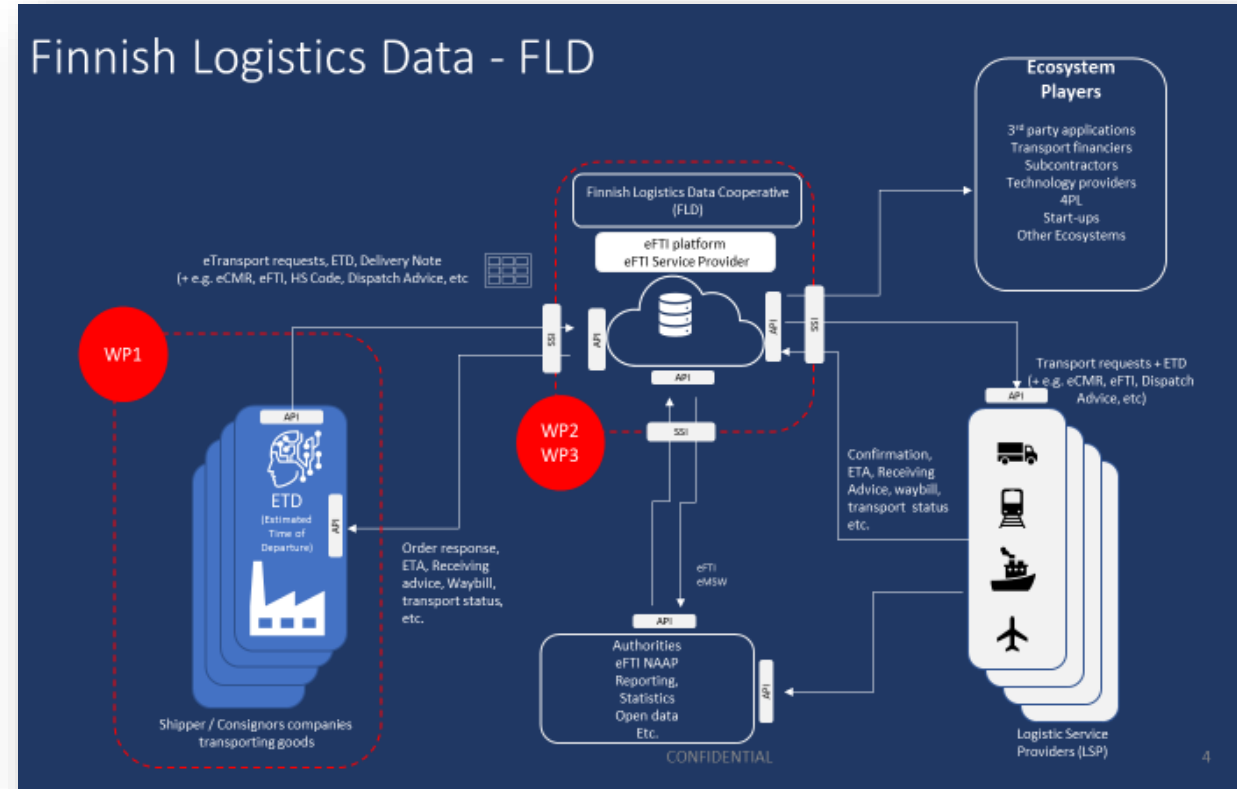 Finnish Logistics Data - FLD
Ecosystem
Players
3rd party applications
Transport financiers
Subcontractors
Technology providers
4PL
Start-ups
Other Ecosystems
Finnish Logistics Data Cooperative
(FLD)
eFTI platform
eFTI Service Provider
eTransport requests, ETD, Delivery Note
(+ e.g. eCMR, eFTI, HS Code, Dispatch Advice, etc
SSI
API
API
SSI
API
SSI
WP1
WP2
WP3
Transport requests + ETD
(+ e.g. eCMR, eFTI, Dispatch
Advice, etc)
API
API
ETD
(Estimated
Time of
Departure)
API
Order response,
ETA, Receiving
advice, Waybill,
transport status,
etc.
Confirmation,
ETA, Receiving
Advice, waybill,
transport status
etc.
eFTI
eMSW
API
Authorities
eFTI NAAP
Reporting,
Statistics
Open data
Etc.
API
Shipper / Consignors companies
transporting goods
Logistic Service
Providers (LSP)
CONFIDENTIAL
4